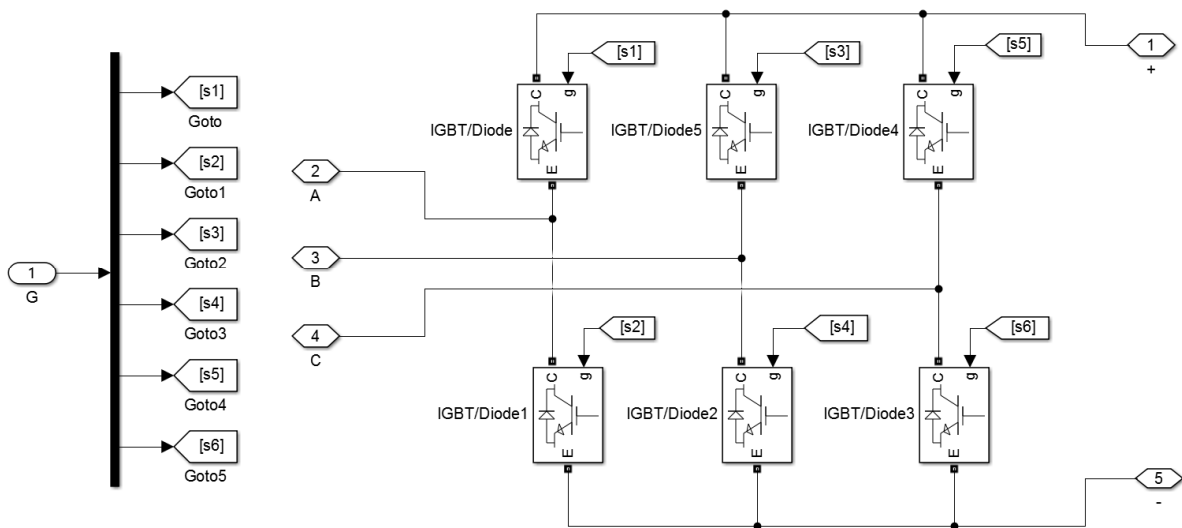 [s1]
Goto
[s2]
Goto1
[s3]
Goto2
[s4]
Goto3
[s5]
Goto4
[s6]
Goto5
1
G
2
A
3
B
4
C
[s1]
[s3]
[s5]
1
+
C g
IGBT/Diode
E
C g
IGBT/Diode5
E
C g
IGBT/Diode4
E
[s2]
[s4]
[s6]
C g
IGBT/Diode1
E
C g
IGBT/Diode2
E
C g
IGBT/Diode3
E
5
-